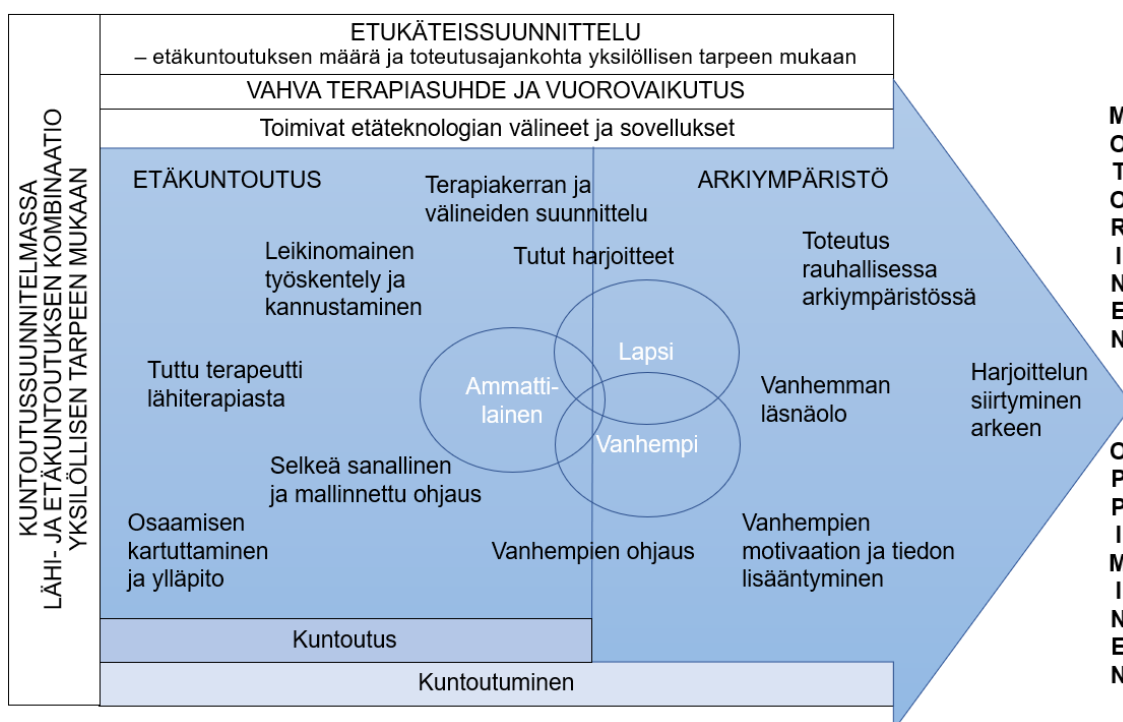 ETUKÄTEISSUUNNITTELU
– etäkuntoutuksen määrä ja toteutusajankohta yksilöllisen tarpeen mukaan
VAHVA TERAPIASUHDE JA VUOROVAIKUTUS
Toimivat etäteknologian välineet ja sovellukset
KUNTOUTUSSUUNNITELMASSA
LÄHI- JA ETÄKUNTOUTUKSEN KOMBINAATIO
YKSILÖLLISEN TARPEEN MUKAAN
ETÄKUNTOUTUS
Terapiakerran ja
välineiden suunnittelu
Leikinomainen
työskentely ja
kannustaminen
Tutut harjoitteet
Tuttu terapeutti
lähiterapiasta
Ammatti-
lainen
Lapsi
Vanhempi
Selkeä sanallinen
ja mallinnettu ohjaus
Osaamisen
kartuttaminen
ja ylläpito
Vanhempien ohjaus
ARKIYMPÄRISTÖ
Toteutus
rauhallisessa
arkiympäristössä
Vanhemman
läsnäolo
Harjoittelun
siirtyminen
arkeen
Vanhempien
motivaation ja tiedon
lisääntyminen
Kuntoutus
Kuntoutuminen
MOTORINEN OPPIMINEN